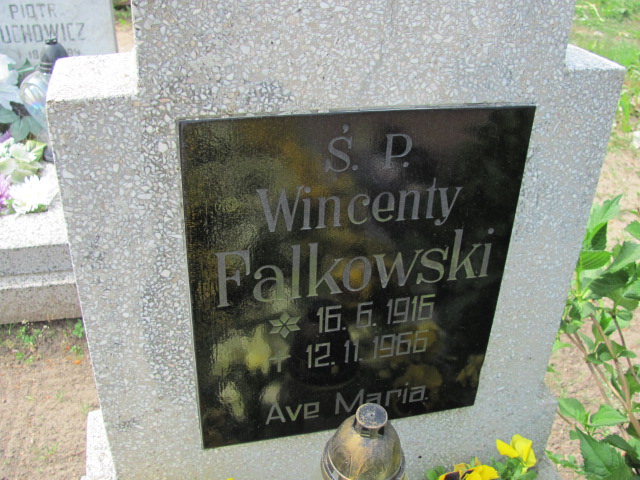 PIOTR
UCHOWICZ
Ś. P.
Wincenty
Falkowski
16. 6. 1916
✝ 12. 11. 1966
Ave Maria.